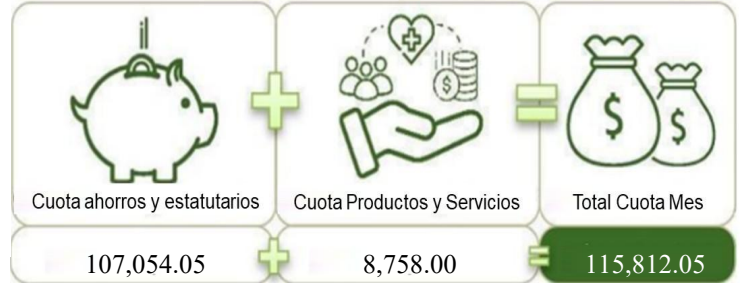 Cuota ahorros y estatutarios
Cuota Productos y Servicios
Total Cuota Mes
107,054.05
8,758.00
115,812.05